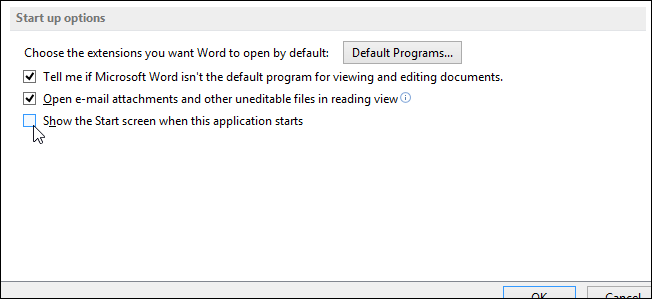 Start up options
Choose the extensions you want Word to open by default: Default Programs...
Tell me if Microsoft Word isn't the default program for viewing and editing documents.
Open e-mail attachments and other uneditable files in reading view
Show the Start screen when this application starts
OK Cancel